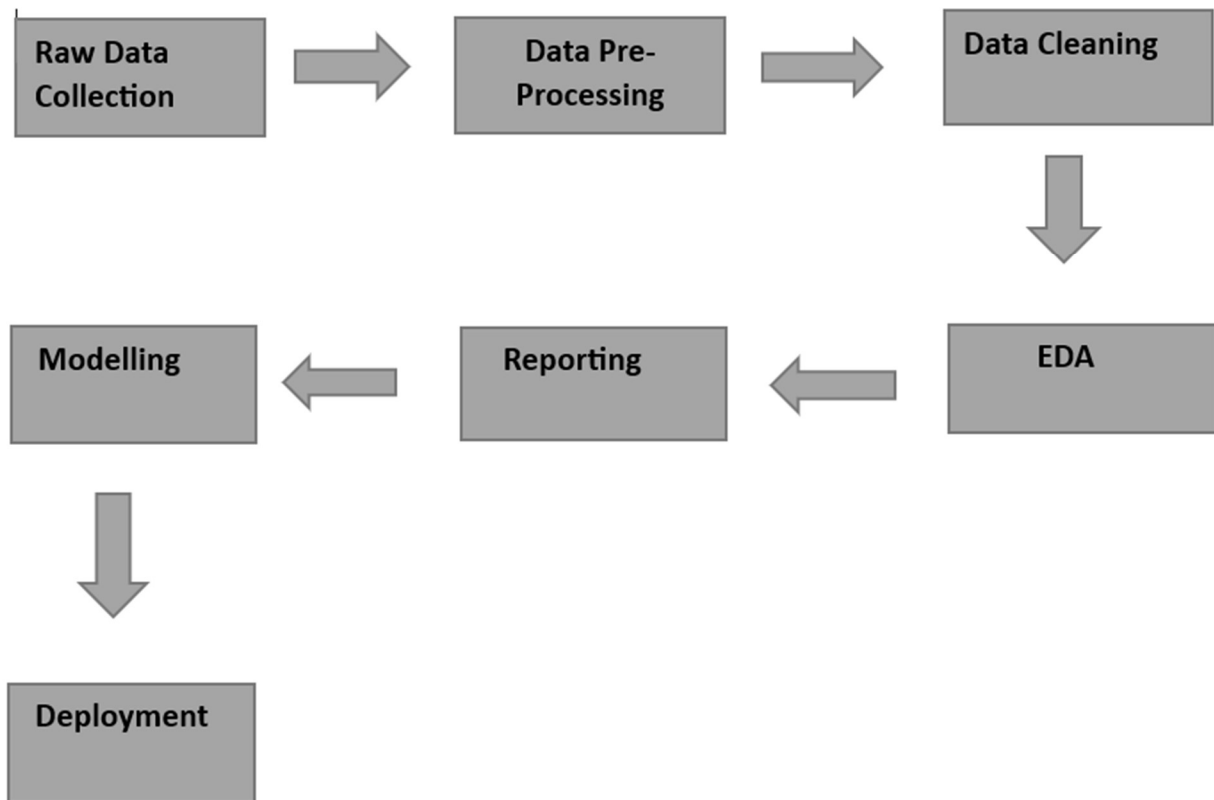 Raw Data
Collection
Data Pre-
Processing
Data Cleaning
EDA
Reporting
Modelling
Deployment